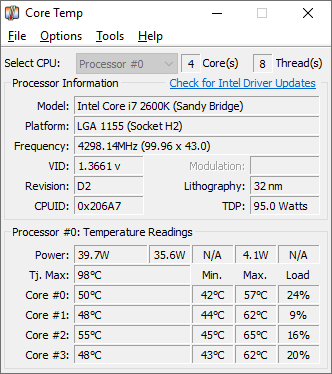 Core Temp
File Options Tools Help
Select CPU: Processor #0 4 Core(s) 8 Thread(s)
Processor Information Check for Intel Driver Updates
Model: Intel Core i7 2600K (Sandy Bridge)
Platform: LGA 1155 (Socket H2)
Frequency: 4298.14MHz (99.96 x 43.0)
VID: 1.3661 v Modulation:
Revision: D2 Lithography: 32 nm
CPUID: 0x206A7 TDP: 95.0 Watts
Processor #0: Temperature Readings
Power: 39.7W 35.6W N/A 4.1W N/A
Tj. Max: 98°C Min. Max. Load
Core #0: 50°C 42°C 57°C 24%
Core #1: 48°C 44°C 62°C 9%
Core #2: 55°C 45°C 65°C 16%
Core #3: 48°C 43°C 62°C 20%